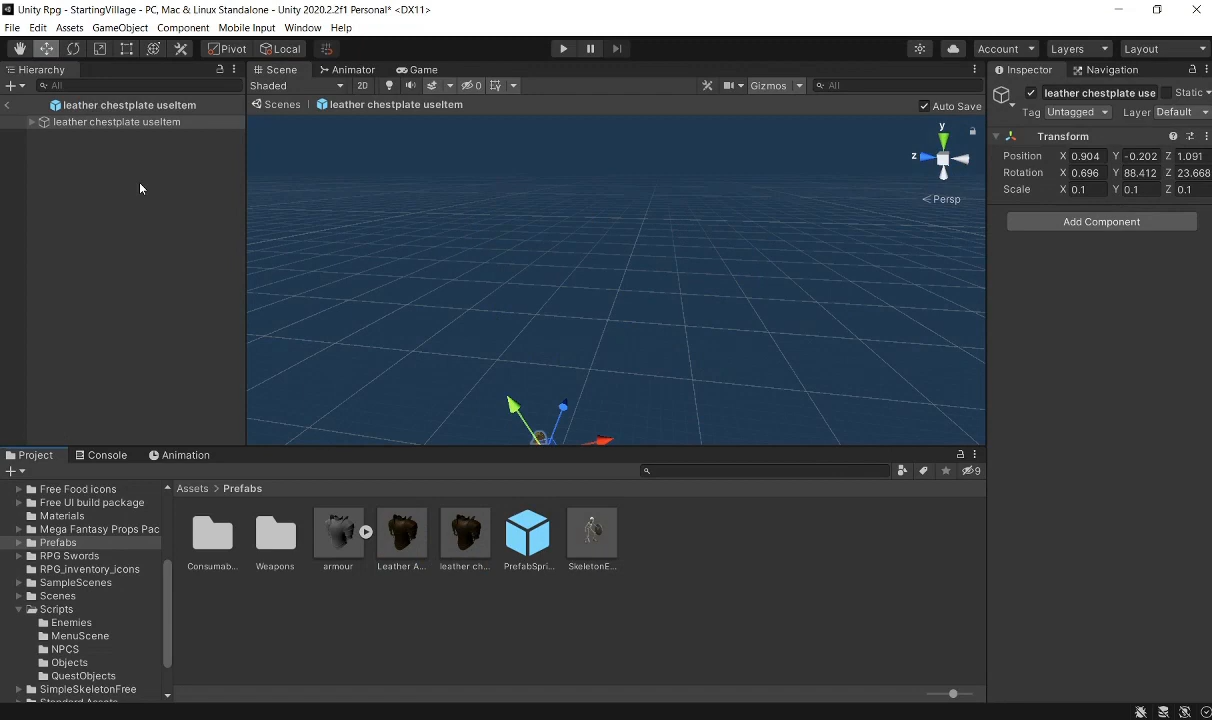 Unity Rpg - StartingVillage - PC, Mac & Linux Standalone - Unity 2020.2.2f1 Personal* <DX11>
File Edit Assets GameObject Component Mobile Input Window Help
Pivot Local Account Layers Layout
Hierarchy Scene Animator Game Inspector Navigation
All Shaded 2D 0 Gizmos All leather chestplate use Static
leather chestplate useItem Scenes leather chestplate useItem Auto Save Tag Untagged Layer Default
leather chestplate useItem
y
z
< Persp
Transform
Position X 0.904 Y -0.202 Z 1.091
Rotation X 0.696 Y 88.412 Z 23.668
Scale X 0.1 Y 0.1 Z 0.1
Add Component
Project Console Animation
9
Assets > Prefabs
Free Food icons
Free UI build package
Materials
Mega Fantasy Props Pac
Prefabs
RPG Swords
RPG_inventory_icons
SampleScenes
Scenes
Scripts
Enemies
MenuScene
NPCS
Objects
QuestObjects
SimpleSkeletonFree
Standard Assets
Consumab... Weapons armour Leather A... leather ch... PrefabSpri... SkeletonE...